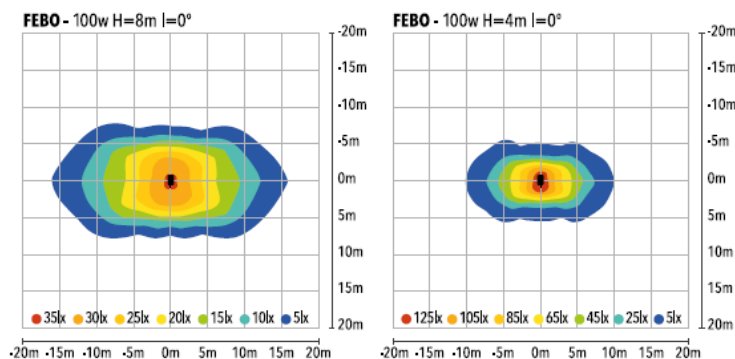 FEBO - 100w H=8m I=0°
-20m
-15m
-10m
-5m
0m
5m
10m
15m
20m
35lx 30lx 25lx 20lx 15lx 10lx 5lx
-20m -15m -10m -5m 0m 5m 10m 15m 20m
FEBO - 100w H=4m I=0°
-20m
-15m
-10m
-5m
0m
5m
10m
15m
20m
125lx 105lx 85lx 65lx 45lx 25lx 5lx
-20m -15m -10m -5m 0m 5m 10m 15m 20m